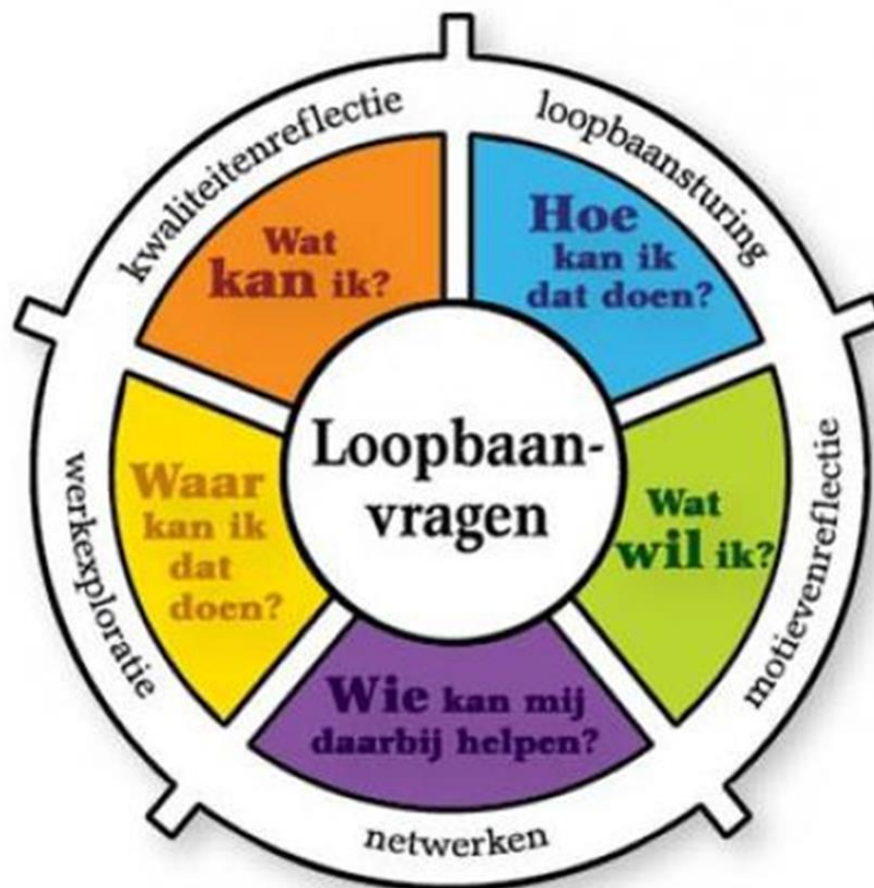 kwaliteitenreflectie
loopbaansturing
Wat
kan ik?
Hoe
kan ik
dat doen?
Loopbaan-
vragen
Waar
kan ik
dat
doen?
Wat
wil ik?
werkexploratie
motievenreflectie
Wie kan mij
daarbij helpen?
netwerken